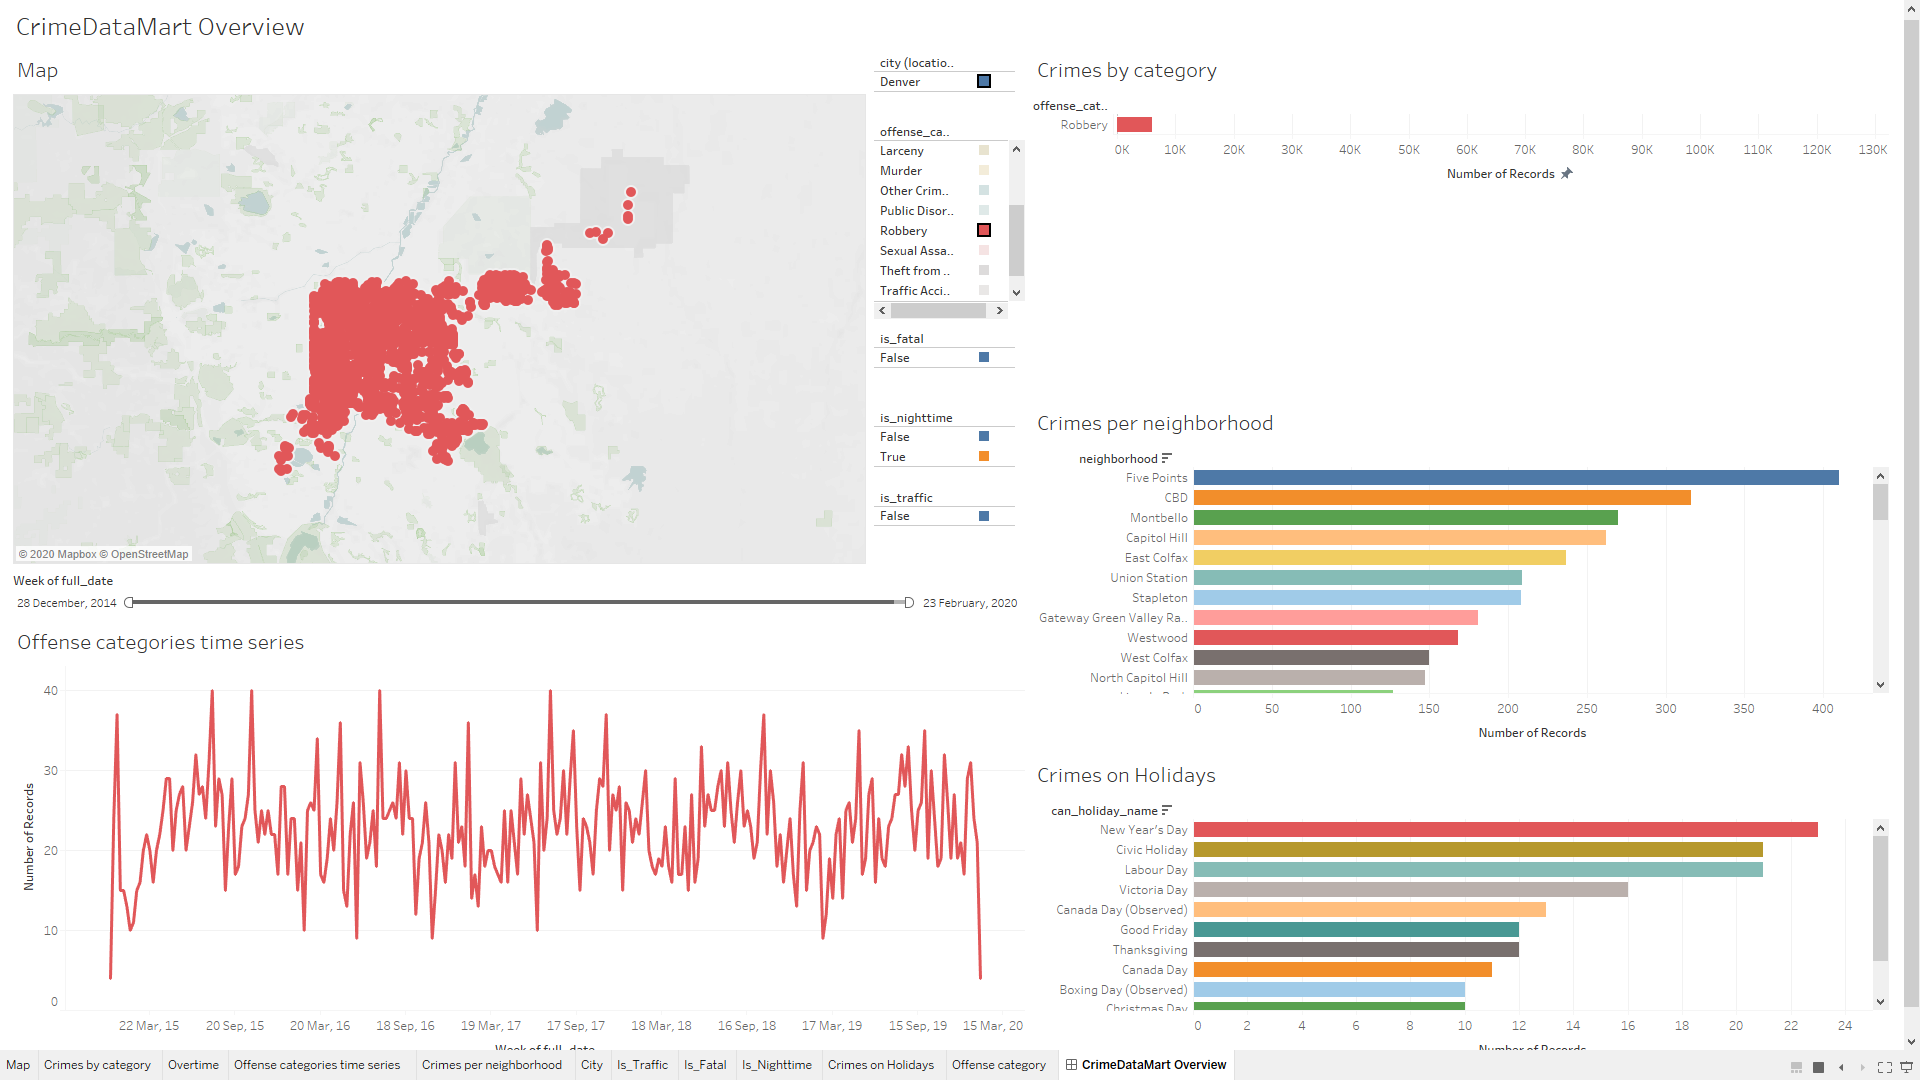 CrimeDataMart Overview
Map
© 2020 Mapbox © OpenStreetMap
city (locatio..
Denver
offense_ca..
Larceny
Murder
Other Crim..
Public Disor..
Robbery
Sexual Assa..
Theft from ..
Traffic Acci..
is_fatal
False
is_nighttime
False
True
is_traffic
False
Week of full_date
28 December, 2014
23 February, 2020
Offense categories time series
Number of Records
40
30
20
10
0
22 Mar, 15 20 Sep, 15 20 Mar, 16 18 Sep, 16 19 Mar, 17 17 Sep, 17 18 Mar, 18 16 Sep, 18 17 Mar, 19 15 Sep, 19 15 Mar, 20
Week of full_date
Crimes by category
offense_cat..
Robbery
0K 10K 20K 30K 40K 50K 60K 70K 80K 90K 100K 110K 120K 130K
Number of Records
Crimes per neighborhood
neighborhood
Five Points
CBD
Montbello
Capitol Hill
East Colfax
Union Station
Stapleton
Gateway Green Valley Ra..
Westwood
West Colfax
North Capitol Hill
0 50 100 150 200 250 300 350 400
Number of Records
Crimes on Holidays
can_holiday_name
New Year's Day
Civic Holiday
Labour Day
Victoria Day
Canada Day (Observed)
Good Friday
Thanksgiving
Canada Day
Boxing Day (Observed)
Christmas Day
0 2 4 6 8 10 12 14 16 18 20 22 24
Number of Records
Map Crimes by category Overtime Offense categories time series Crimes per neighborhood City Is_Traffic Is_Fatal Is_Nighttime Crimes on Holidays Offense category CrimeDataMart Overview